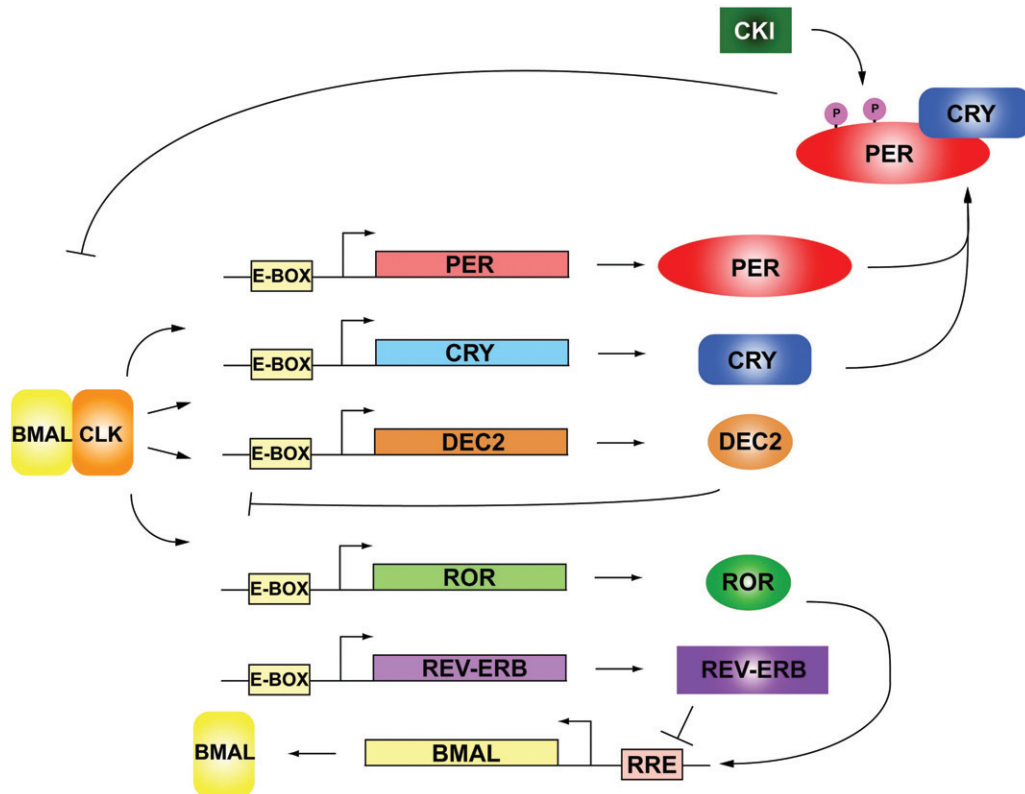 CKI
P P
CRY
PER
E-BOX PER PER
E-BOX CRY CRY
BMAL CLK
E-BOX DEC2 DEC2
E-BOX ROR ROR
E-BOX REV-ERB REV-ERB
BMAL BMAL RRE